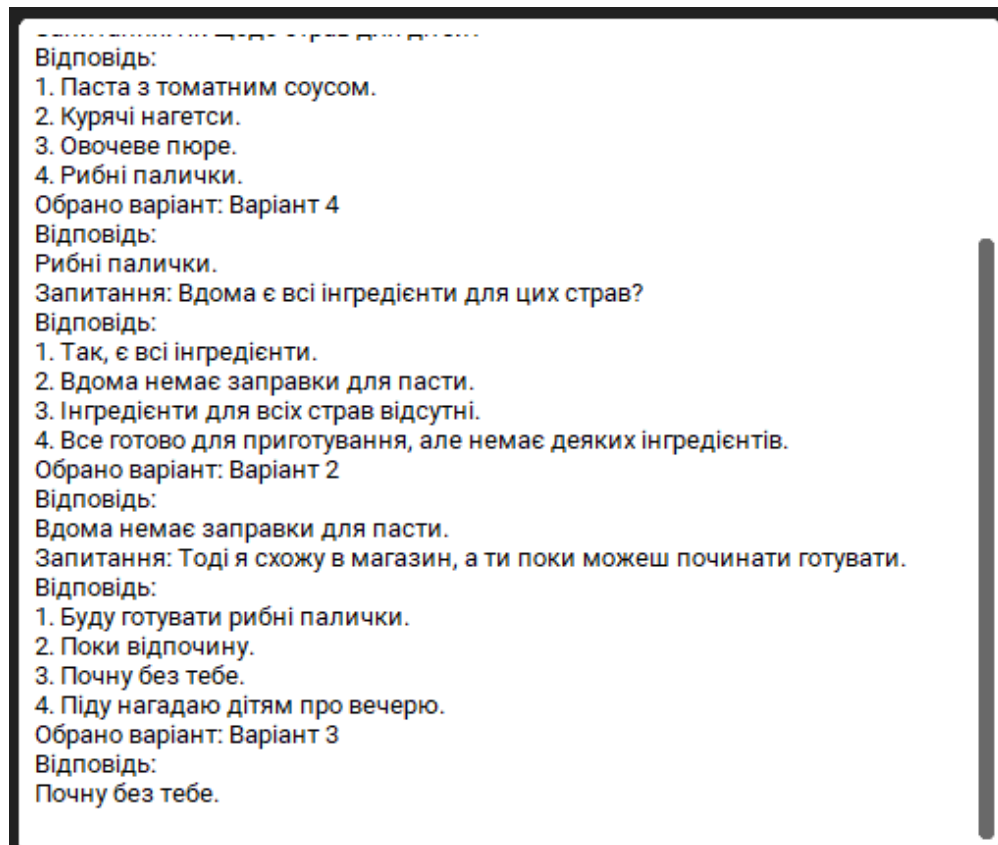 Відповідь:
1. Паста з томатним соусом.
2. Курячі нагетси.
3. Овочеве пюре.
4. Рибні палички.
Обрано варіант: Варіант 4
Відповідь:
Рибні палички.
Запитання: Вдома є всі інгредієнти для цих страв?
Відповідь:
1. Так, є всі інгредієнти.
2. Вдома немає заправки для пасти.
3. Інгредієнти для всіх страв відсутні.
4. Все готово для приготування, але немає деяких інгредієнтів.
Обрано варіант: Варіант 2
Відповідь:
Вдома немає заправки для пасти.
Запитання: Тоді я схожу в магазин, а ти поки можеш починати готувати.
Відповідь:
1. Буду готувати рибні палички.
2. Поки відпочину.
3. Почну без тебе.
4. Піду нагадаю дітям про вечерю.
Обрано варіант: Варіант 3
Відповідь:
Почну без тебе.